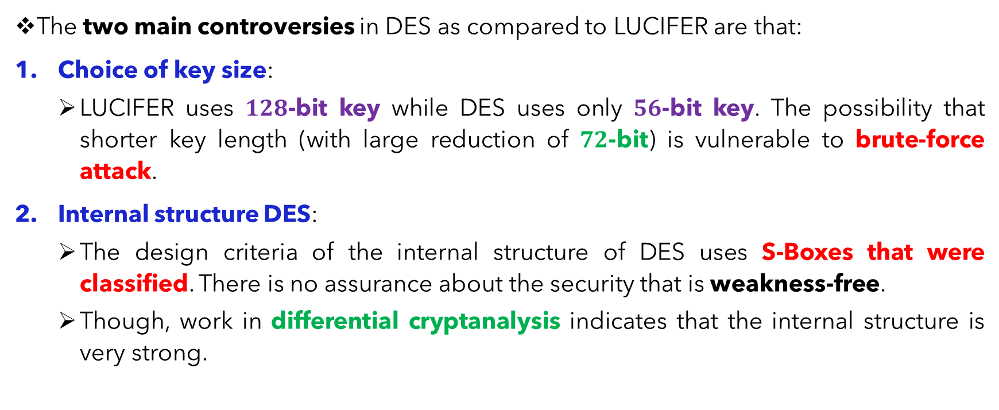 ❖The two main controversies in DES as compared to LUCIFER are that:
1. Choice of key size:
➢LUCIFER uses 128-bit key while DES uses only 56-bit key. The possibility that
shorter key length (with large reduction of 72-bit) is vulnerable to brute-force
attack.
2. Internal structure DES:
➢The design criteria of the internal structure of DES uses S-Boxes that were
classified. There is no assurance about the security that is weakness-free.
➢Though, work in differential cryptanalysis indicates that the internal structure is
very strong.